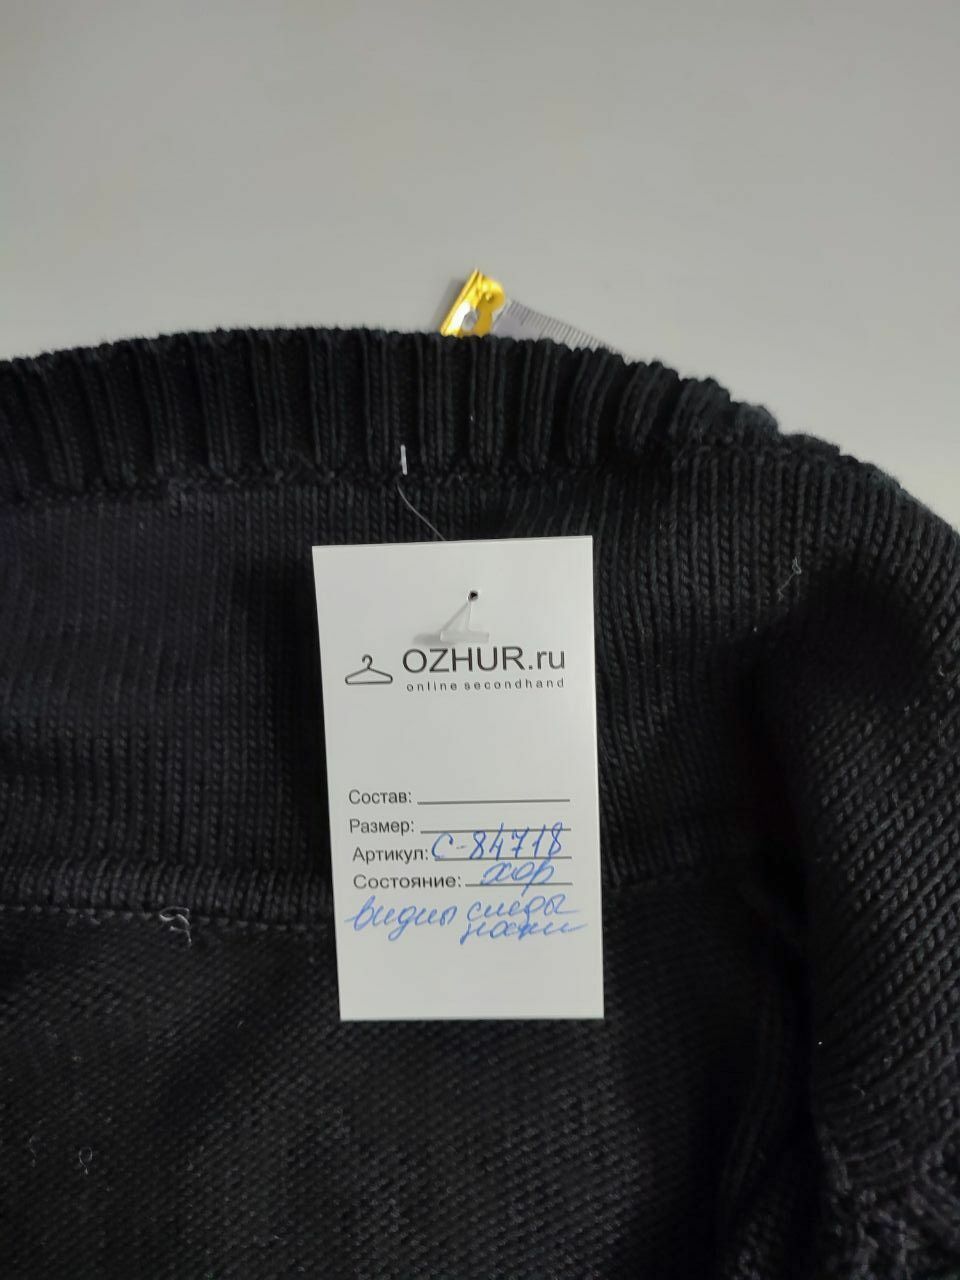 OZHUR.ru
online secondhand
Состав:
Размер:
Артикул: С-84718
Состояние: хор
видны следы
носки